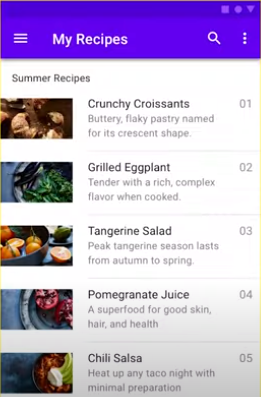 My Recipes
Summer Recipes
Crunchy Croissants 01
Buttery, flaky pastry named
for its crescent shape.
Grilled Eggplant 02
Tender with a rich, complex
flavor when cooked.
Tangerine Salad 03
Peak tangerine season lasts
from autumn to spring.
Pomegranate Juice 04
A superfood for good skin,
hair, and health
Chili Salsa 05
Heat up any taco night with
minimal preparation